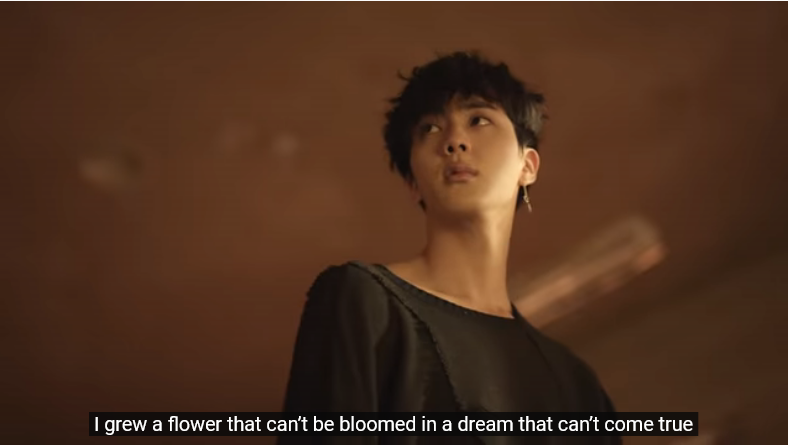 I grew a flower that can’t be bloomed in a dream that can’t come true